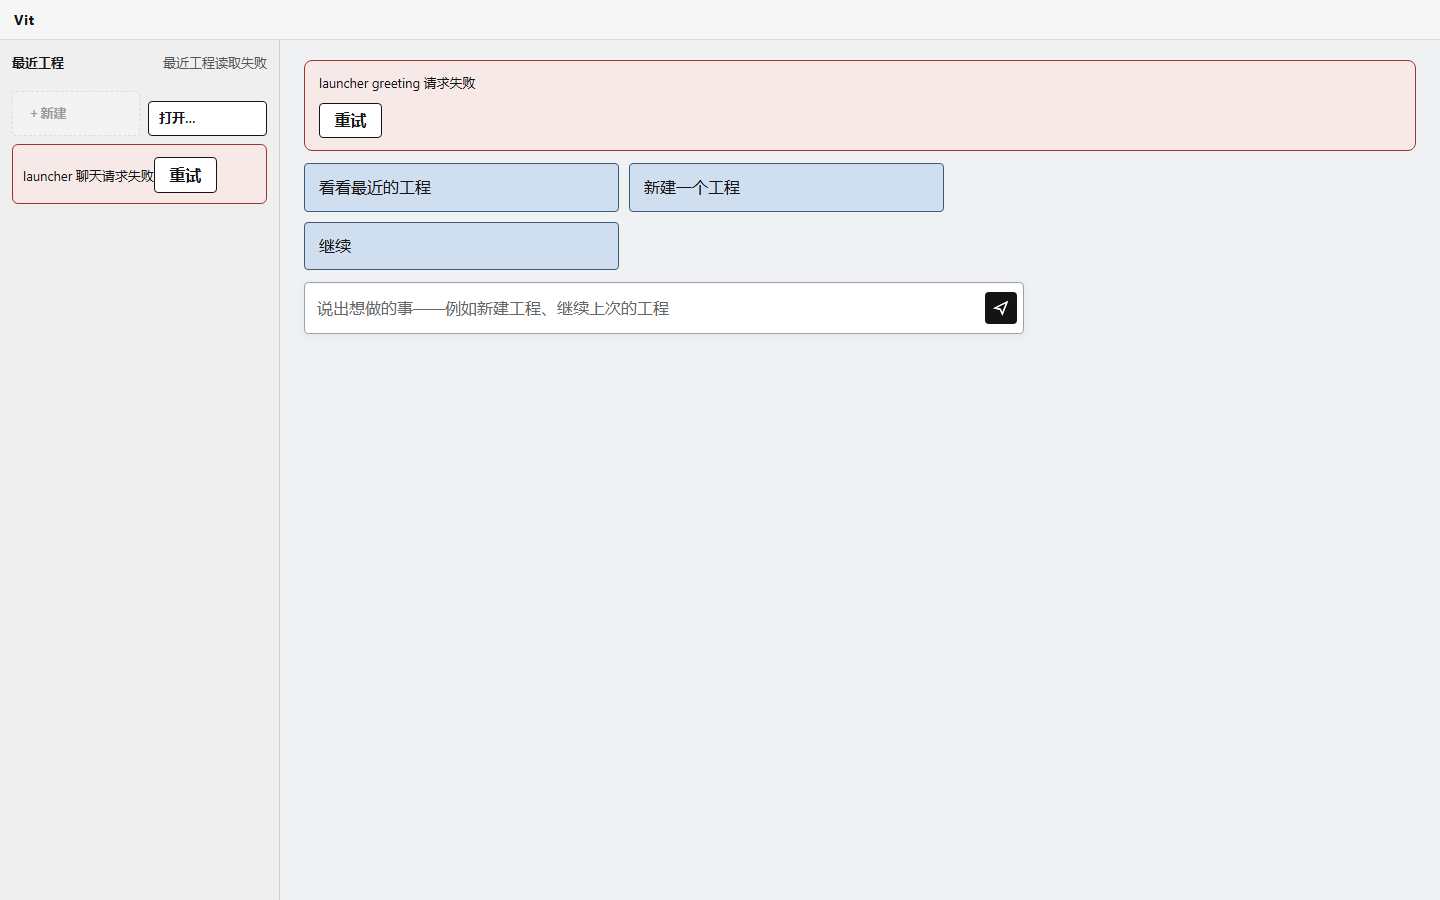 Vit
最近工程
最近工程读取失败
+ 新建
打开...
launcher 聊天请求失败
重试
launcher greeting 请求失败
重试
看看最近的工程
新建一个工程
继续
说出想做的事——例如新建工程、继续上次的工程